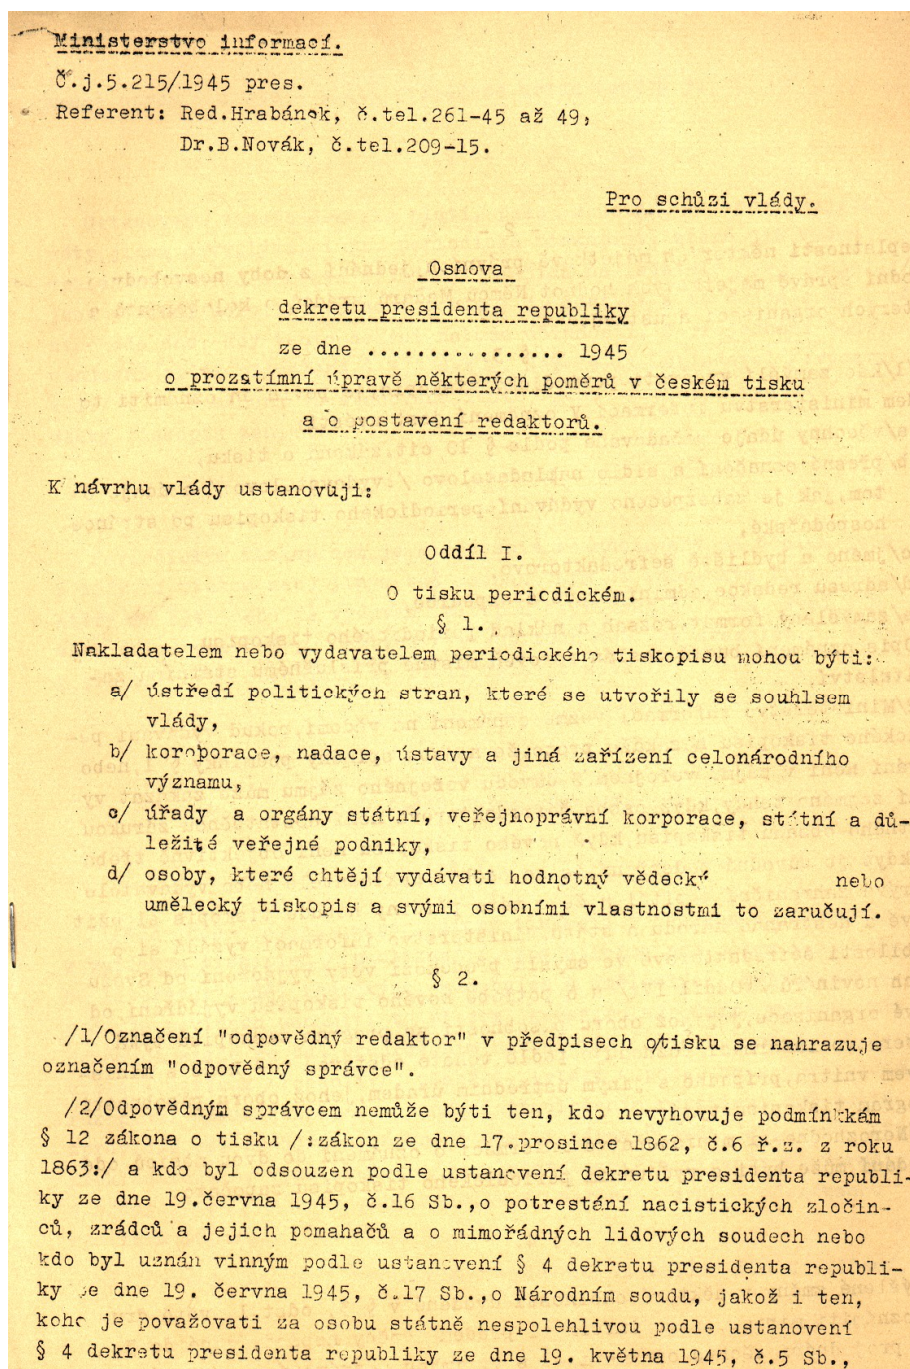 Ministerstvo informací.
Č.j.5.215/1945 pres.
Referent: Red.Hrabánek, č.tel.261-45 až 49,
Dr.B.Novák, č.tel.209-15.
Pro schůzi vlády.
Osnova
dekretu presidenta republiky
ze dne ................ 1945
o prozatímní úpravě některých poměrů v českém tisku
a o postavení redaktorů.
K návrhu vlády ustanovuji:
Oddíl I.
O tisku periodickém.
§ 1.
Nakladatelem nebo vydavatelem periodického tiskopisu mohou býti:
a/ ústředí politických stran, které se utvořily se souhlsem
vlády,
b/ koroporace, nadace, ústavy a jiná zařízení celonárodního
významu,
c/ úřady a orgány státní, veřejnoprávní korporace, státní a dů-
ležité veřejné podniky,
d/ osoby, které chtějí vydávati hodnotný vědecký nebo
umělecký tiskopis a svými osobními vlastnostmi to zaručují.
§ 2.
/1/Označení "odpovědný redaktor" v předpisech o/tisku se nahrazuje
označením "odpovědný správce".
/2/Odpovědným správcem nemůže býti ten, kdo nevyhovuje podmínkám
§ 12 zákona o tisku /:zákon ze dne 17.prosince 1862, č.6 ř.z. z roku
1863:/ a kdo byl odsouzen podle ustanovení dekretu presidenta republi-
ky ze dne 19.června 1945, č.16 Sb.,o potrestání nacistických zločin-
ců, zrádců a jejich pomahačů a o mimořádných lidových soudech nebo
kdo byl uznán vinným podle ustanovení § 4 dekretu presidenta republi-
ky ze dne 19. června 1945, č.17 Sb.,o Národním soudu, jakož i ten,
koho je považovati za osobu státně nespolehlivou podle ustanovení
§ 4 dekretu presidenta republiky ze dne 19. května 1945, č.5 Sb.,